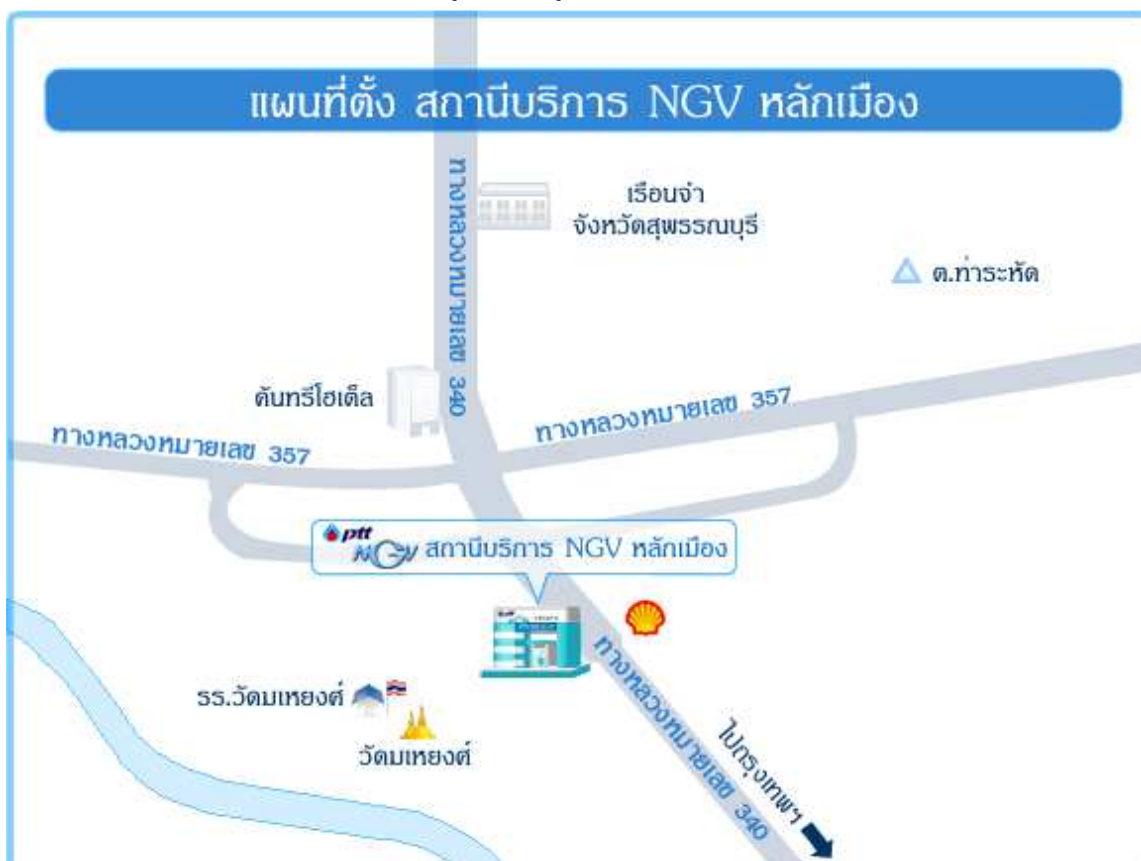 แผนที่ตั้ง สถานีบริการ NGV หลักเมือง
ทางหลวงหมายเลข 340
เรือนจำ
จังหวัดสุพรรณบุรี
ต.ท่าระหัด
คันทรีโฮเต็ล
ทางหลวงหมายเลข 357
ทางหลวงหมายเลข 357
ptt
NGV สถานีบริการ NGV หลักเมือง
ทางหลวงหมายเลข 340
รร.วัดมเหยงค์
วัดมเหยงค์
ไปกรุงเทพฯ